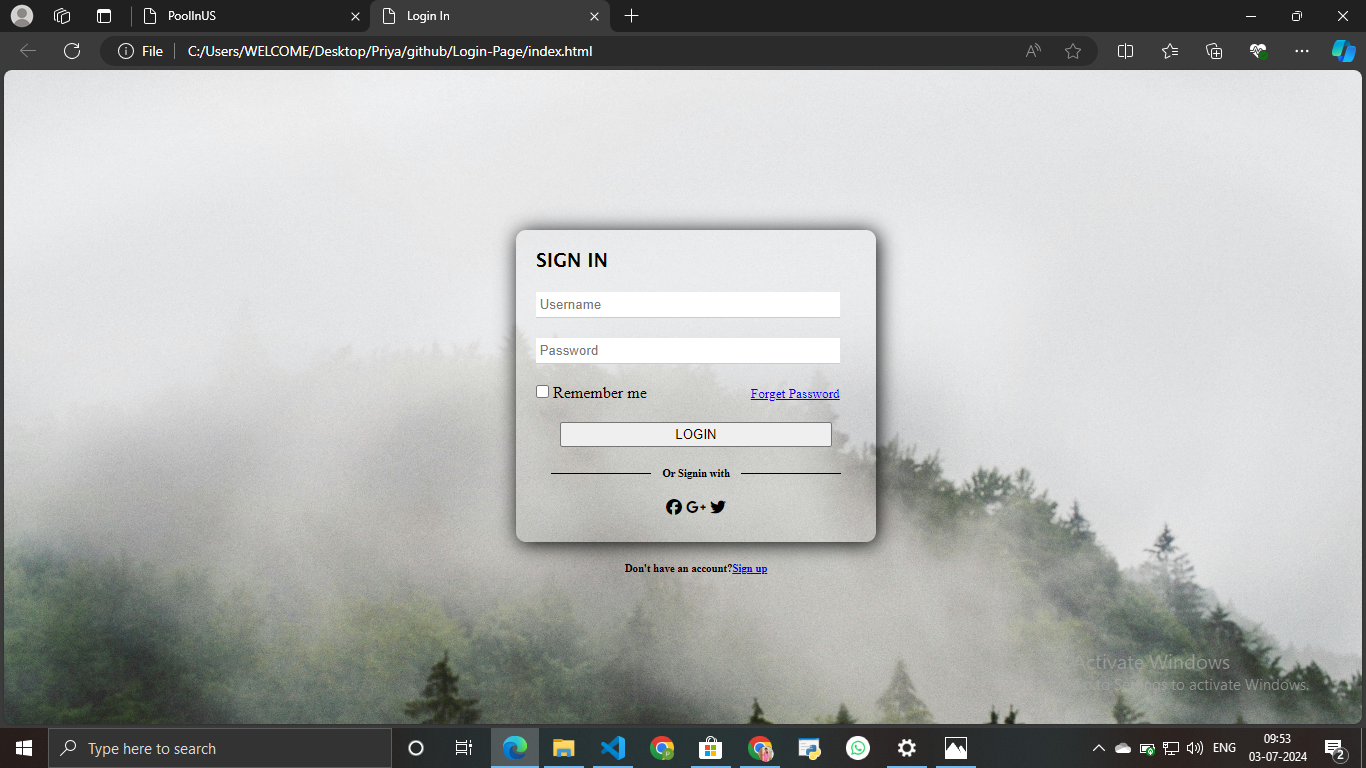 PoolInUS
Login In
File
C:/Users/WELCOME/Desktop/Priya/github/Login-Page/index.html
SIGN IN
Username
Password
Remember me
Forget Password
LOGIN
Or Signin with
G+
Don't have an account?Sign up
Activate Windows
Go to Settings to activate Windows.
Type here to search
ENG
09:53
03-07-2024
2